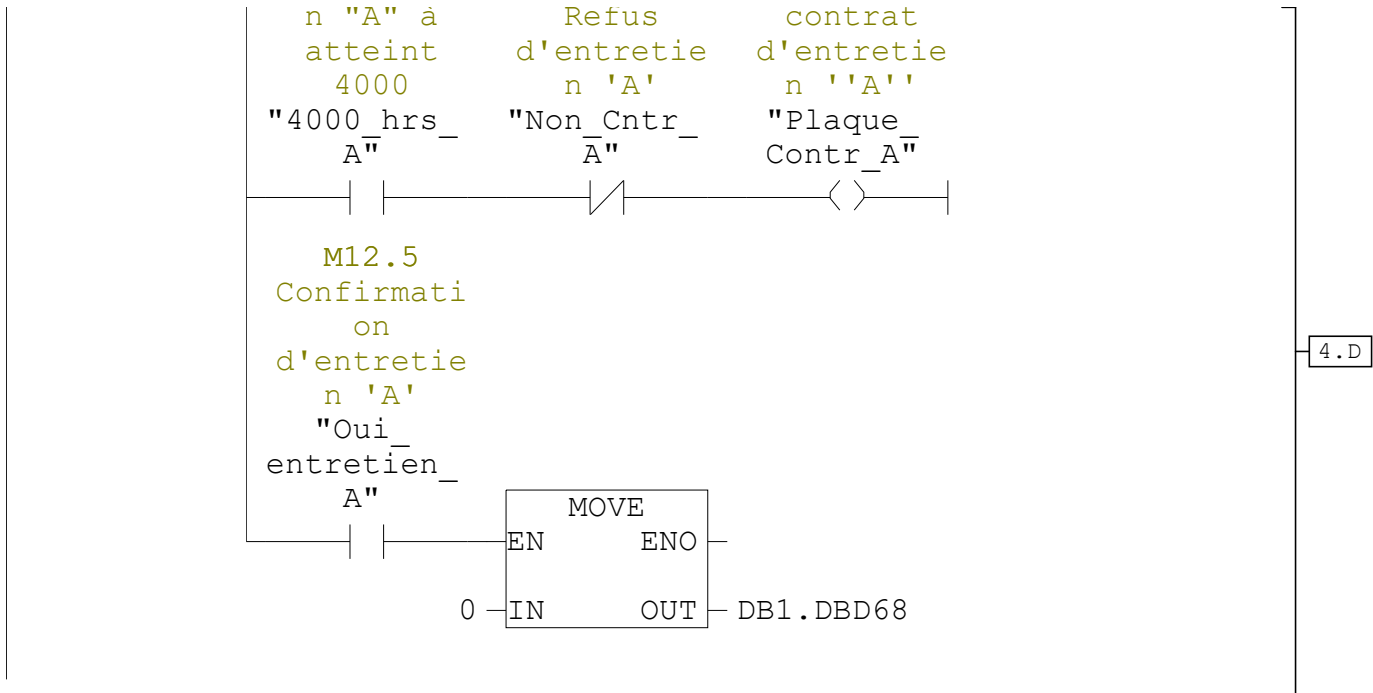 n "A" à Refus contrat
atteint d'entretie d'entretie
4000 n 'A' n ''A''
"4000_hrs_ "Non_Cntr_ "Plaque_
A" A" Contr_A"
M12.5
Confirmati
on
d'entretie
n 'A'
"Oui_
entretien_
A"
4.D
MOVE
EN ENO
0 IN OUT DB1.DBD68